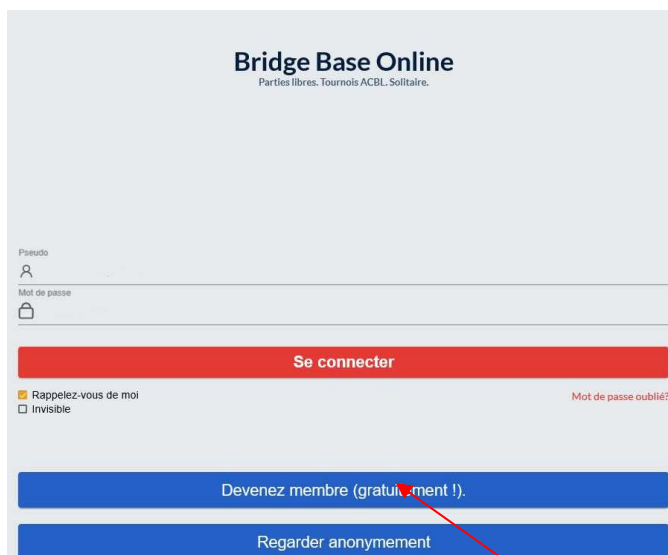 Bridge Base Online
Parties libres. Tournois ACBL. Solitaire.
Pseudo
Mot de passe
Se connecter
Rappelez-vous de moi
Mot de passe oublié?
Invisible
Devenez membre (gratuitement !).
Regarder anonymement